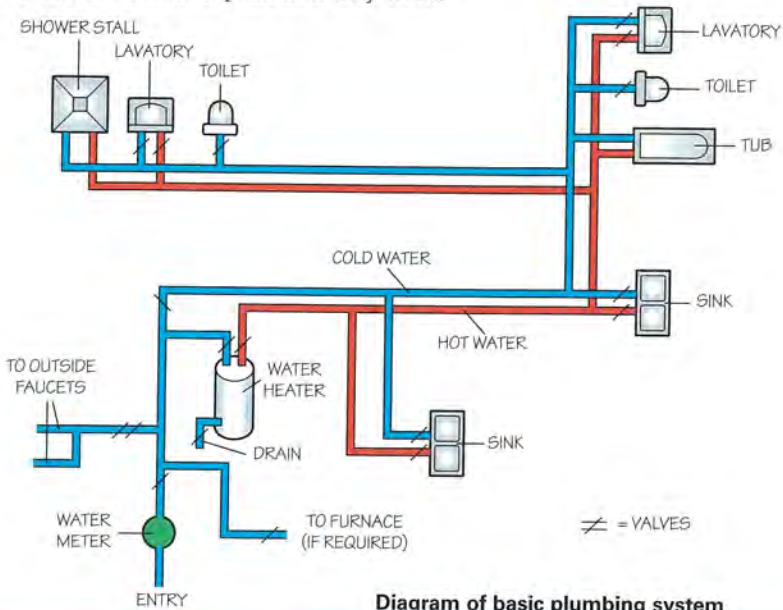 SHOWER STALL
LAVATORY
TOILET
LAVATORY
TOILET
TUB
COLD WATER
SINK
HOT WATER
TO OUTSIDE
FAUCETS
WATER
HEATER
DRAIN
SINK
WATER
METER
TO FURNACE
(IF REQUIRED)
= VALVES
ENTRY
Diagram of basic plumbing system